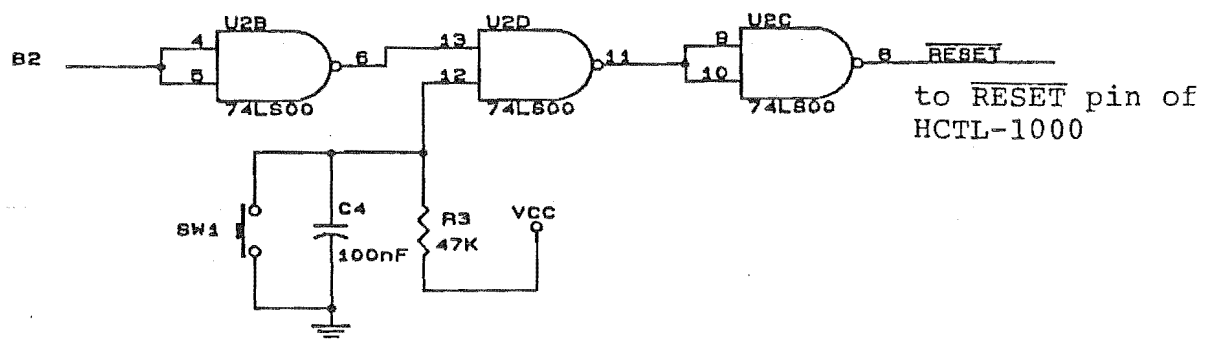 B2
U2B
4
5
6
74LS00
U2D
13
12
11
74LS00
U2C
9
10
8
74LS00
RESET
to RESET pin of
HCTL-1000
SW1
C4
100nF
R3
47K
VCC